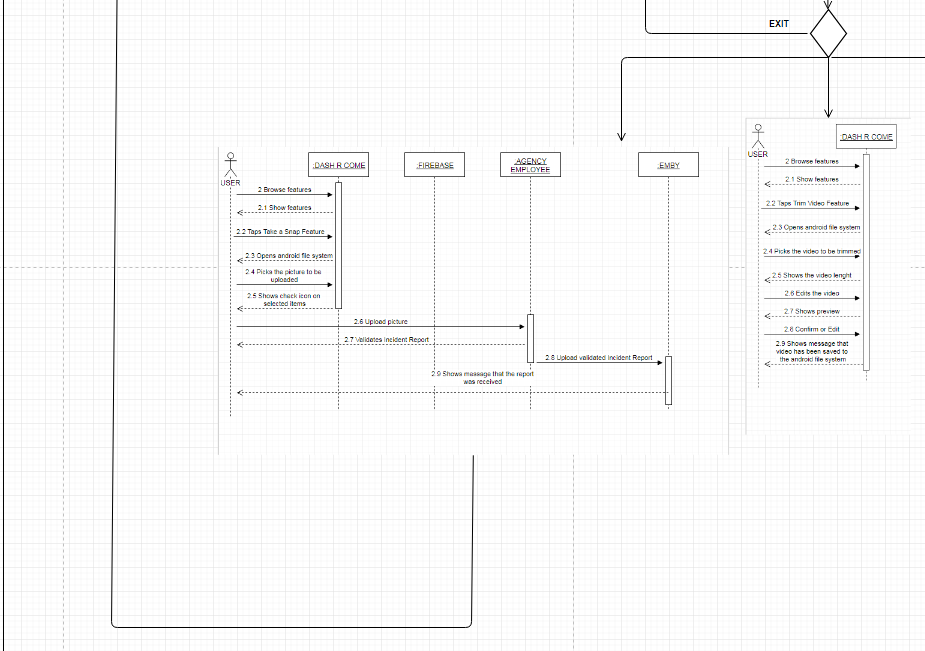 EXIT
USER
:DASH R COME
:FIREBASE
:AGENCY
EMPLOYEE
:EMBY
2 Browse features
2.1 Show features
2.2 Taps Take a Snap Feature
2.3 Opens android file system
2.4 Picks the picture to be
uploaded
2.5 Shows check icon on
selected items
2.6 Upload picture
2.7 Validates Incident Report
2.8 Upload validated Incident Report
2.9 Shows message that the report
was received
USER
:DASH R COME
2 Browse features
2.1 Show features
2.2 Taps Trim Video Feature
2.3 Opens android file system
2.4 Picks the video to be trimmed
2.5 Shows the video lenght
2.6 Edits the video
2.7 Shows preview
2.8 Confirm or Edit
2.9 Shows message that
video has been saved to
the android file system